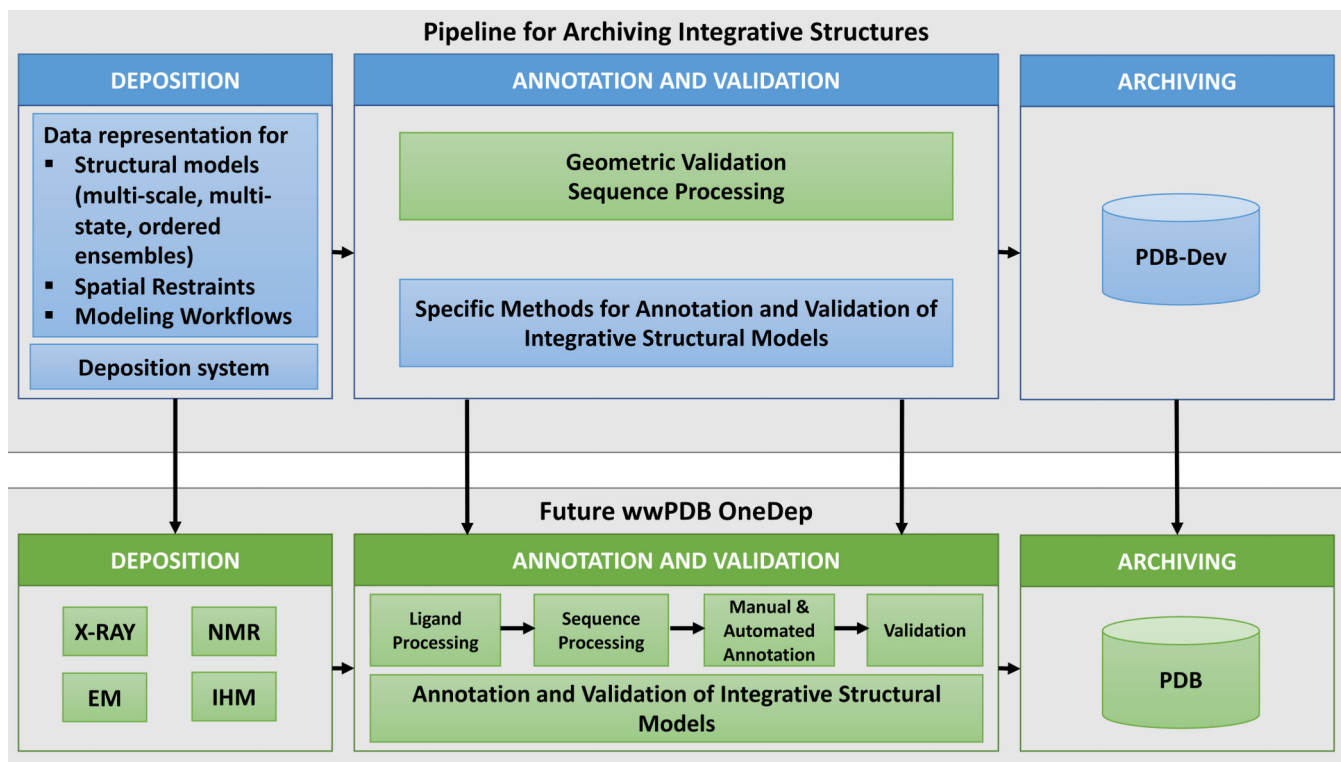 Pipeline for Archiving Integrative Structures
DEPOSITION
Data representation for
▪ Structural models
(multi-scale, multi-
state, ordered
ensembles)
▪ Spatial Restraints
▪ Modeling Workflows
Deposition system
ANNOTATION AND VALIDATION
Geometric Validation
Sequence Processing
Specific Methods for Annotation and Validation of
Integrative Structural Models
ARCHIVING
PDB-Dev
Future wwPDB OneDep
DEPOSITION
X-RAY
NMR
EM
IHM
ANNOTATION AND VALIDATION
Ligand
Processing
Sequence
Processing
Manual &
Automated
Annotation
Validation
Annotation and Validation of Integrative Structural
Models
ARCHIVING
PDB